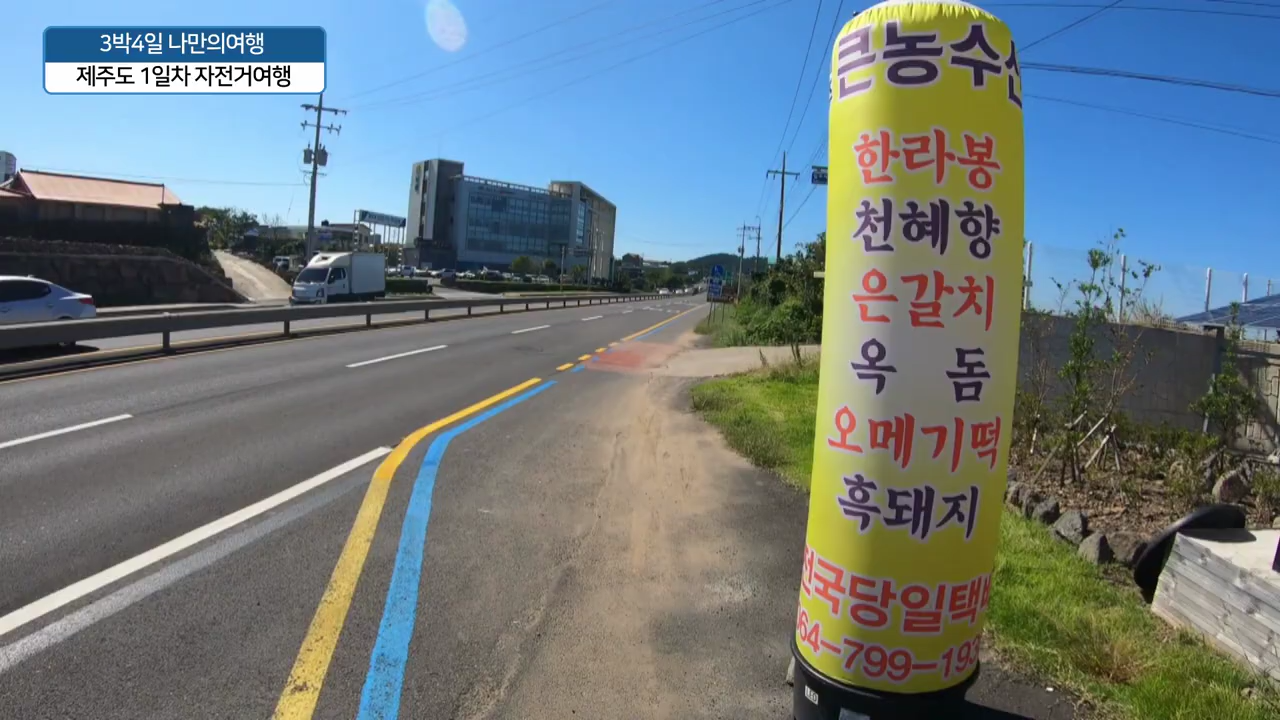 3박4일 나만의여행
제주도 1일차 자전거여행
큰농수산
한라봉
천혜향
은갈치
옥 돔
오메기떡
흑돼지
전국당일택배
064-799-193
LED